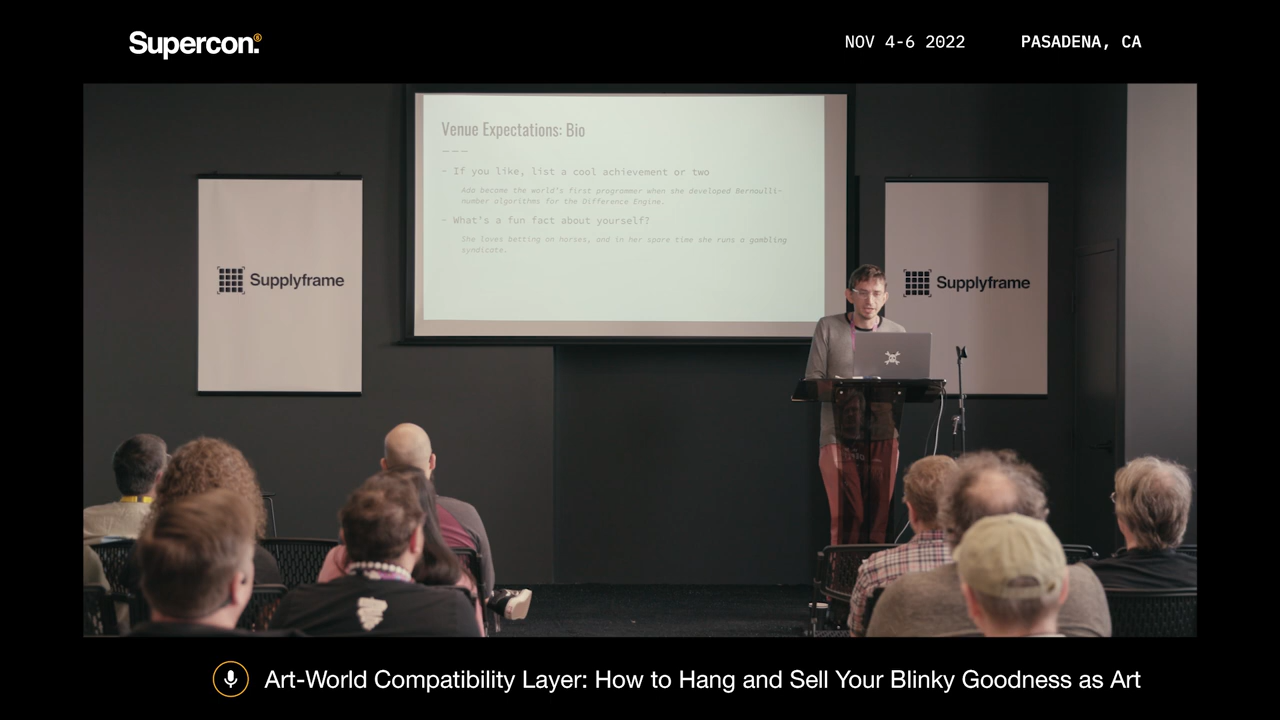 Supercon.6
NOV 4-6 2022 PASADENA, CA
Venue Expectations: Bio
- If you like, list a cool achievement or two
Ada became the world's first programmer when she developed Bernoulli-
number algorithms for the Difference Engine.
- What's a fun fact about yourself?
She loves betting on horses, and in her spare time she runs a gambling
syndicate.
Supplyframe
Supplyframe
Art-World Compatibility Layer: How to Hang and Sell Your Blinky Goodness as Art